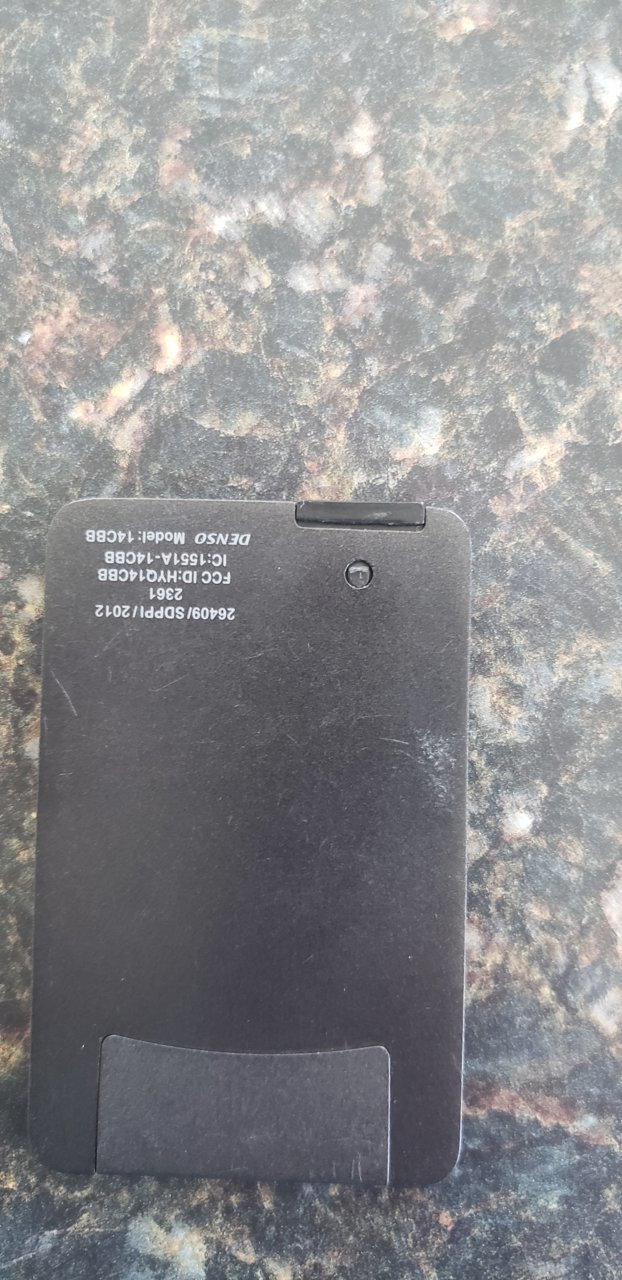 DENSO Model:14CBB
IC:1551A-14CBB
FCC ID:HYQ14CBB
2361
26409/SDPPI/2012